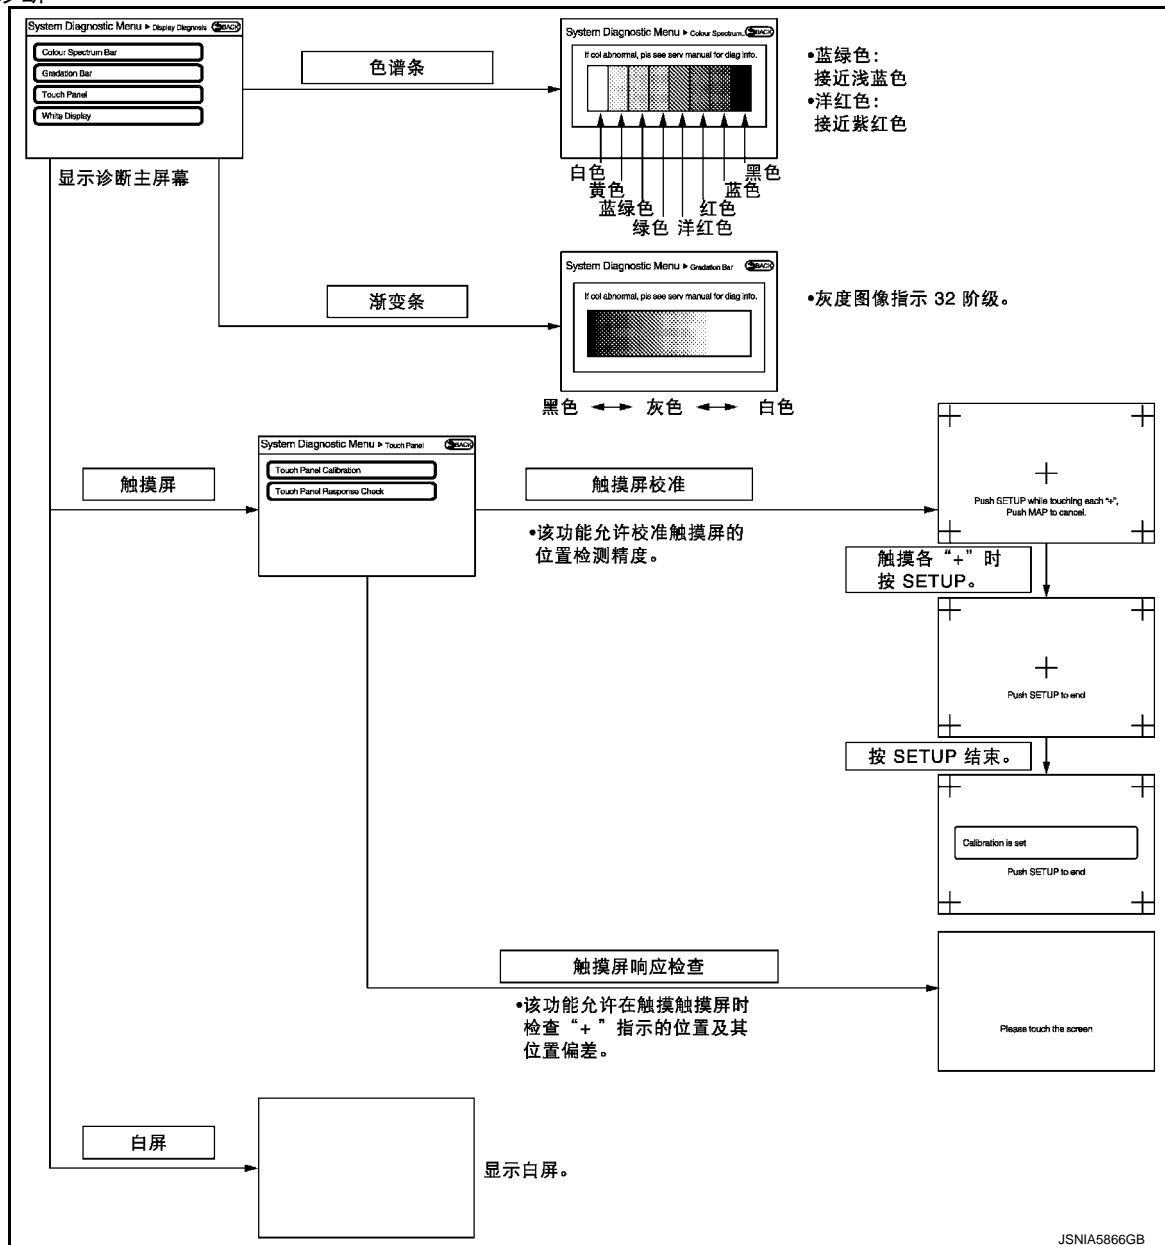 System Diagnostic Menu ▶ Display Diagnosis BACK
Colour Spectrum Bar
Gradation Bar
Touch Panel
White Display
显示诊断主屏幕
色谱条
System Diagnostic Menu ▶ Colour Spectrum.. BACK
If col abnormal, pls see serv manual for diag info.
•蓝绿色：
接近浅蓝色
•洋红色：
接近紫红色
白色
黑色
黄色
蓝色
蓝绿色
红色
绿色 洋红色
渐变条
System Diagnostic Menu ▶ Gradation Bar BACK
If col abnormal, pls see serv manual for diag info.
•灰度图像指示 32 阶级。
黑色 ◄► 灰色 ◄► 白色
触摸屏
System Diagnostic Menu ▶ Touch Panel BACK
Touch Panel Calibration
Touch Panel Response Check
触摸屏校准
•该功能允许校准触摸屏的
位置检测精度。
Push SETUP while touching each "+",
Push MAP to cancel.
触摸各“+”时
按 SETUP。
Push SETUP to end
按 SETUP 结束。
Calibration is set
Push SETUP to end
触摸屏响应检查
•该功能允许在触摸触摸屏时
检查“+”指示的位置及其
位置偏差。
Please touch the screen
白屏
显示白屏。
JSNIA5866GB